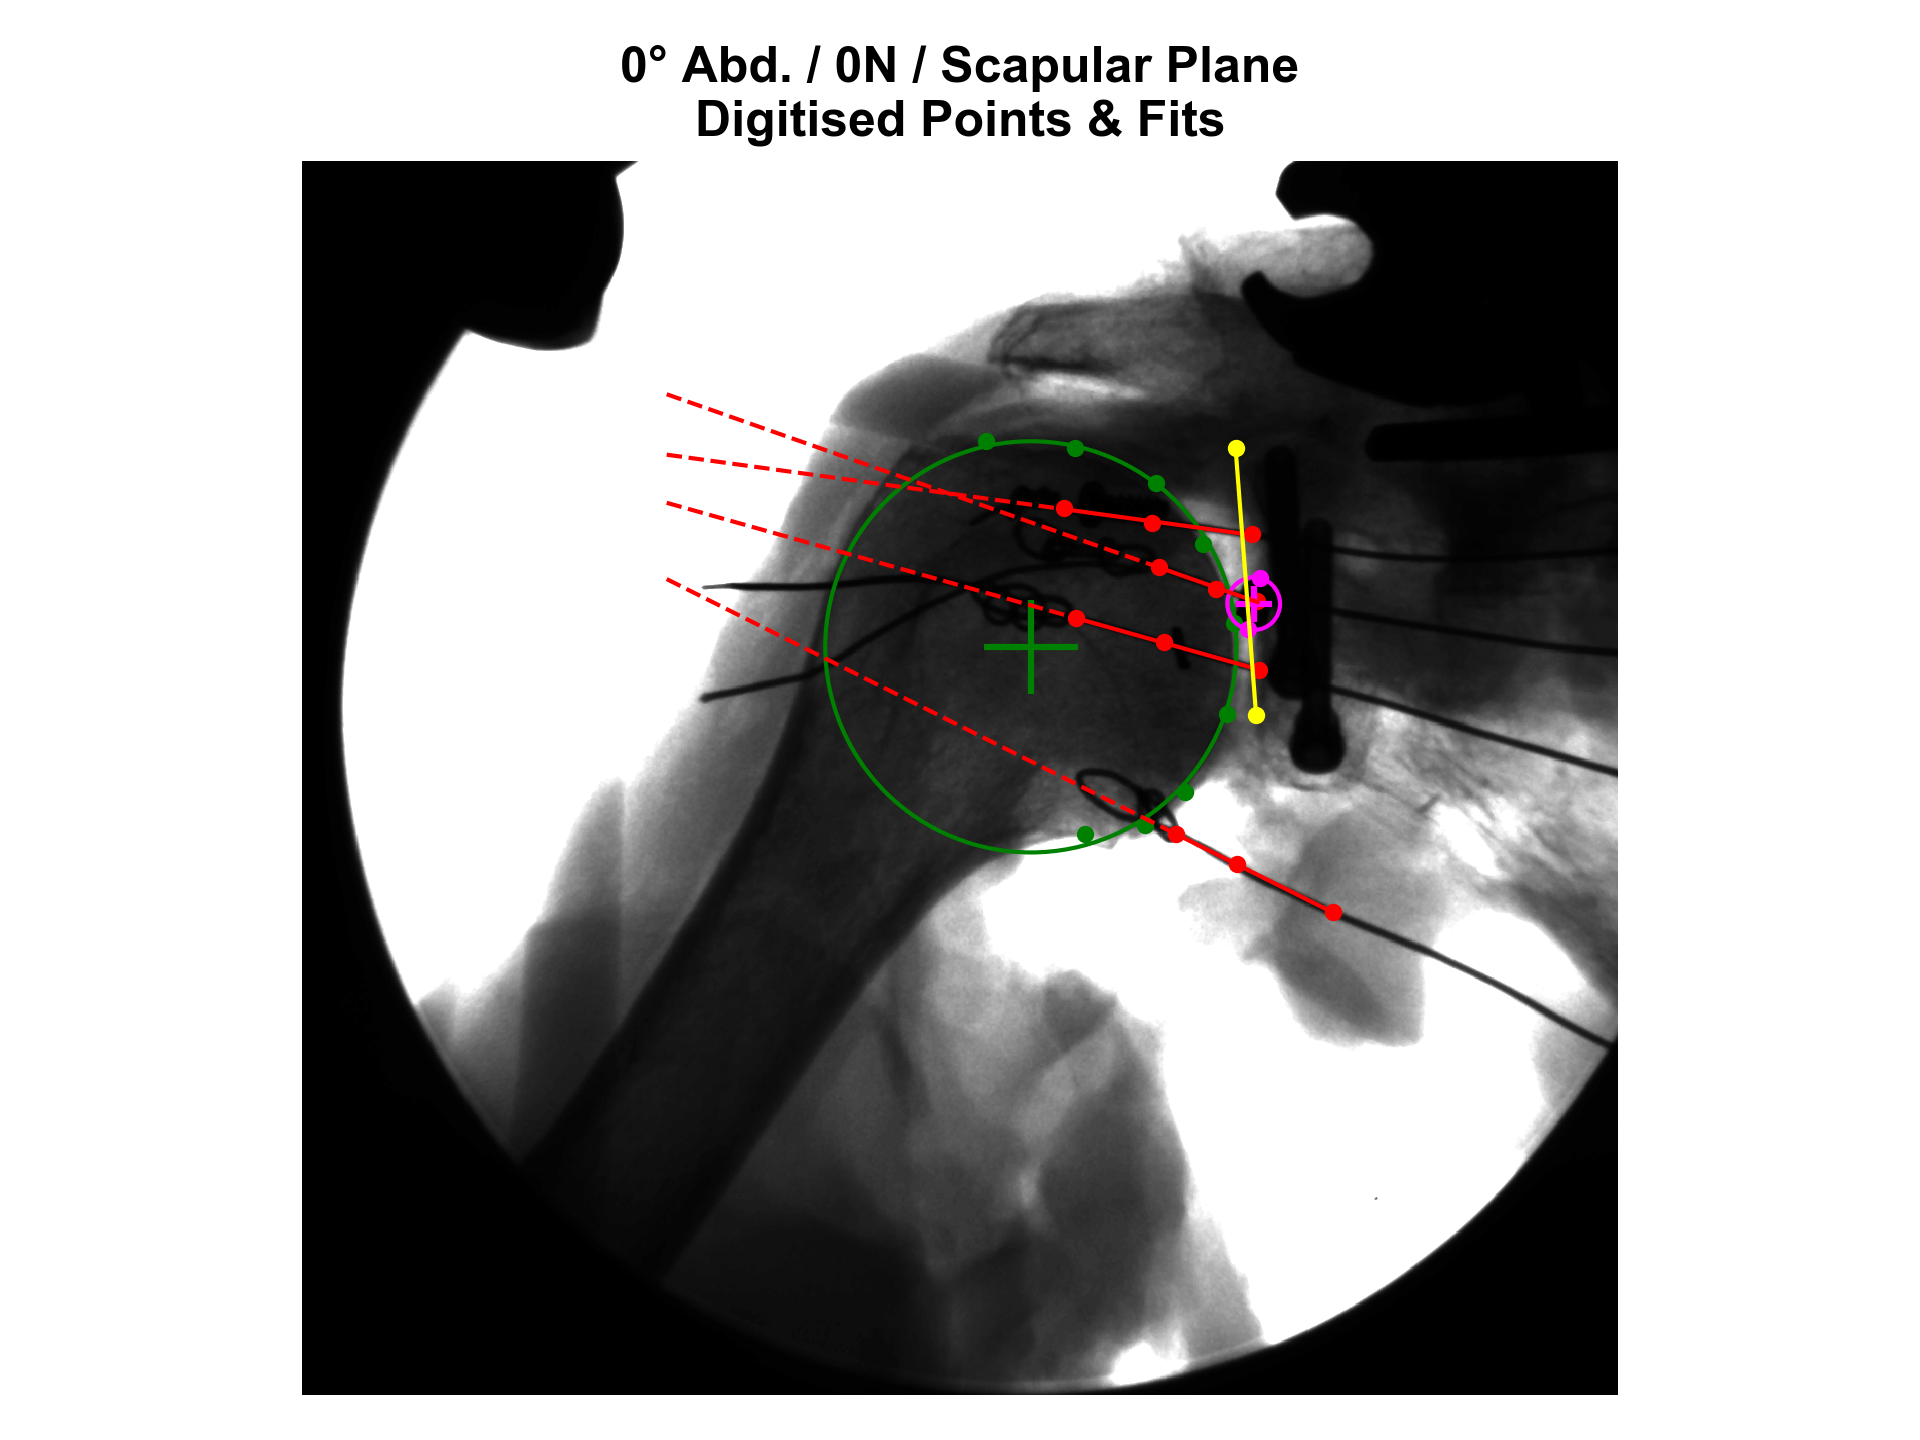 0° Abd. / 0N / Scapular Plane
Digitised Points & Fits